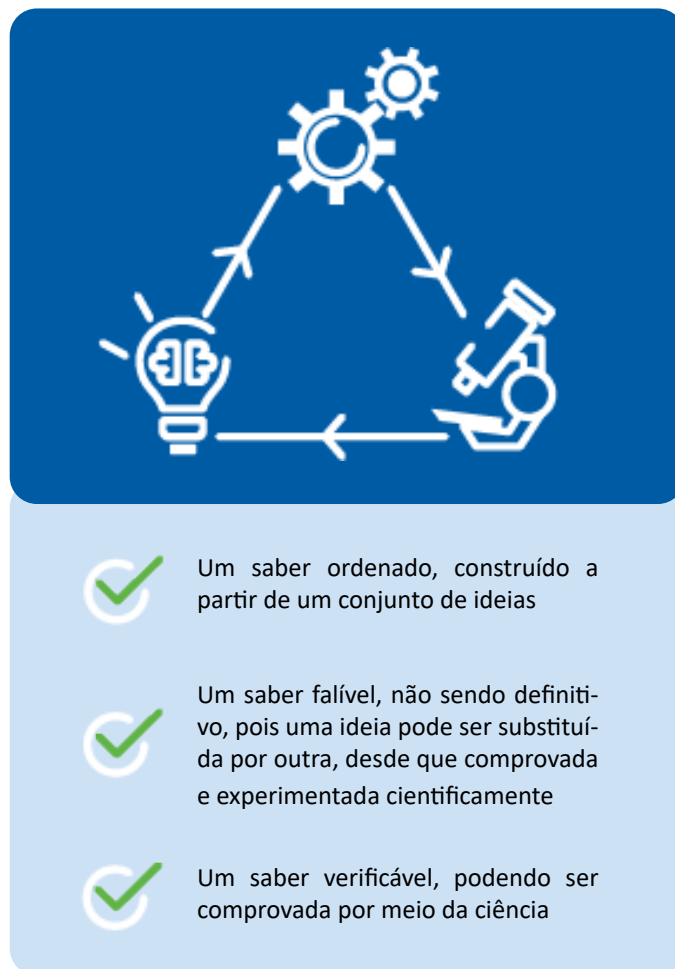 Um saber ordenado, construído a
partir de um conjunto de ideias
Um saber falível, não sendo definiti-
vo, pois uma ideia pode ser substituí-
da por outra, desde que comprovada
e experimentada cientificamente
Um saber verificável, podendo ser
comprovada por meio da ciência